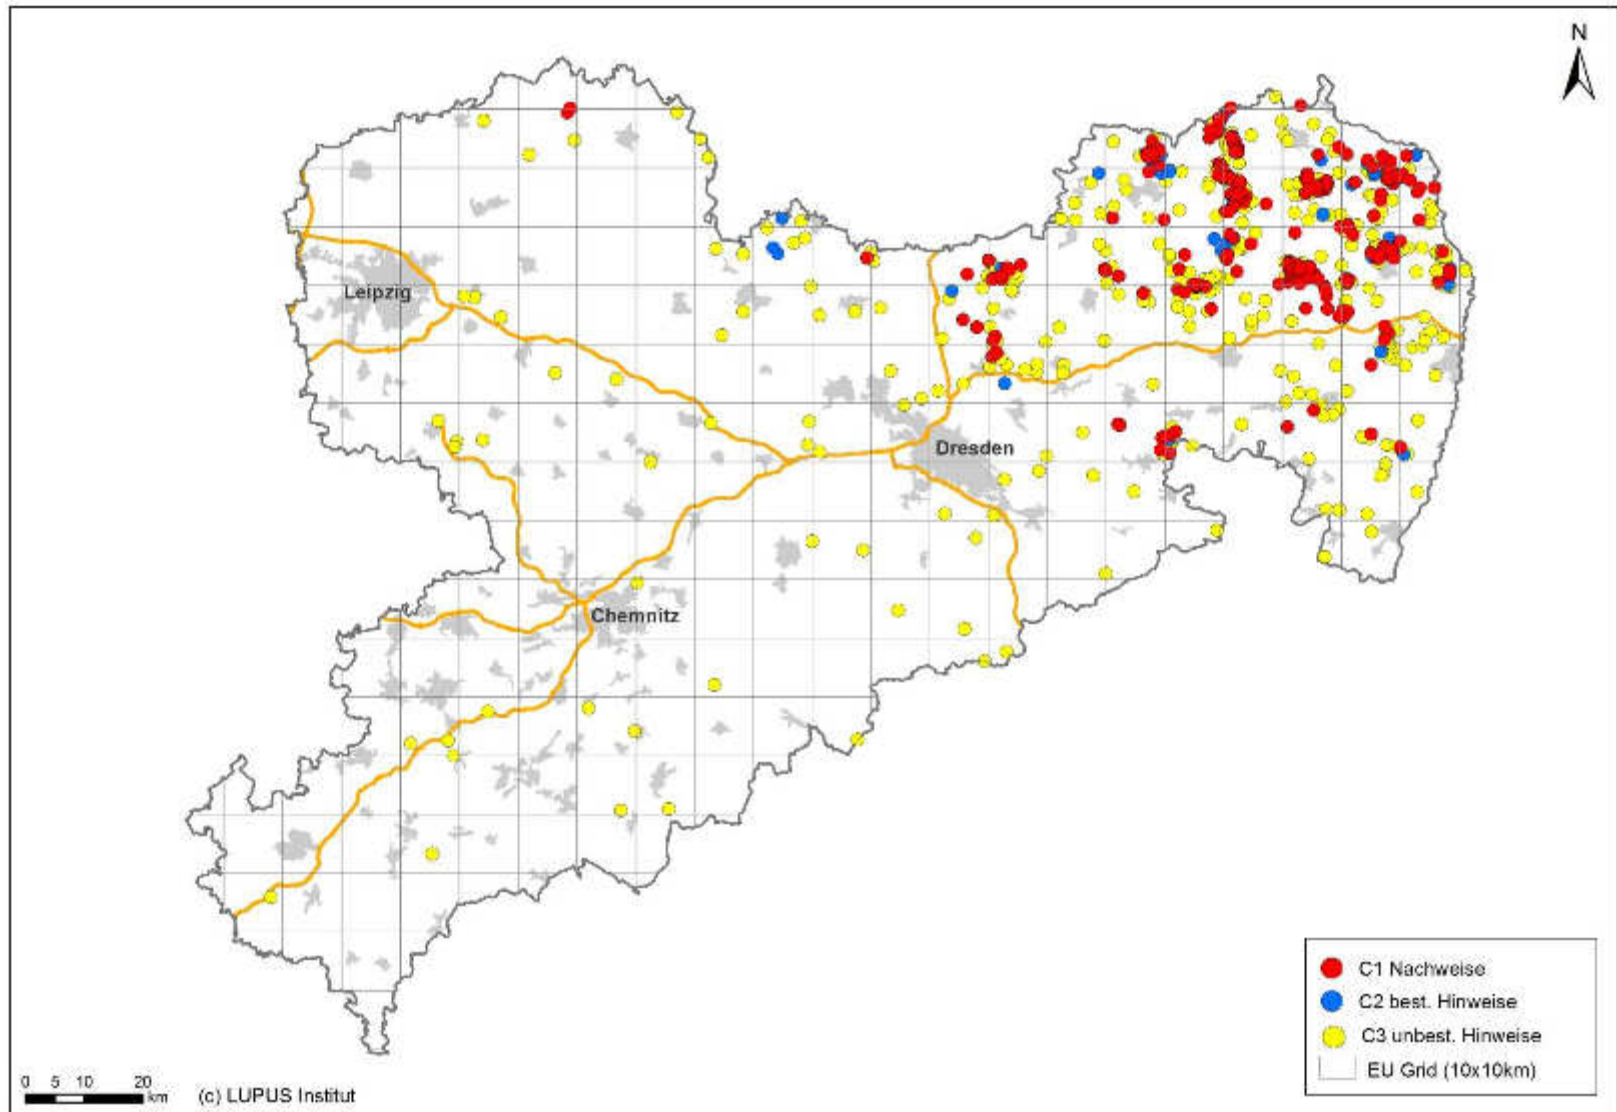 N
Leipzig
Dresden
Chemnitz
C1 Nachweise
C2 best. Hinweise
C3 unbest. Hinweise
EU Grid (10x10km)
0 5 10 20
km
(c) LUPUS Institut